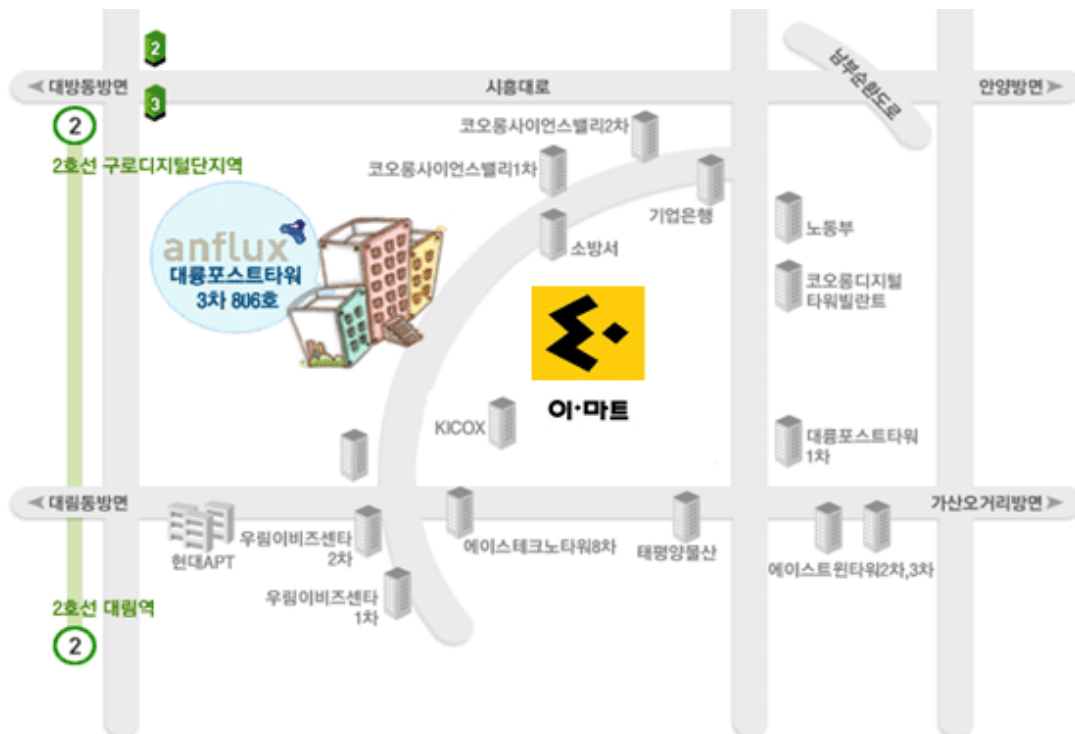 2
3
대방동방면
시흥대로
남부순환도로
안양방면
2
2호선 구로디지털단지역
코오롱사이언스밸리2차
코오롱사이언스밸리1차
기업은행
노동부
소방서
anflux
대륭포스트타워
3차 806호
코오롱디지털
타워빌란트
이·마트
KICOX
대륭포스트타워
1차
대림동방면
가산오거리방면
현대APT
우림이비즈센타
2차
에이스테크노타워8차
태평양물산
에이스트윈타워2차,3차
우림이비즈센타
1차
2호선 대림역
2